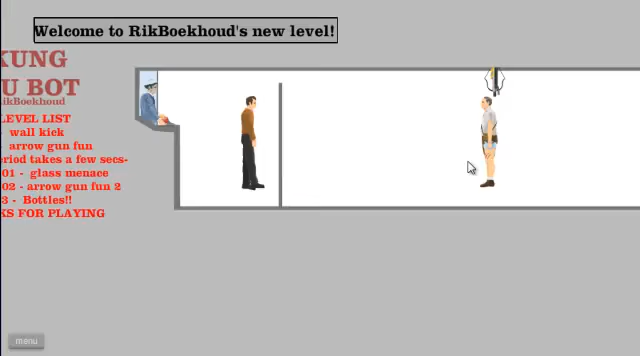 Welcome to RikBoekhoud's new level!
KUNG
U BOT
RikBoekhoud
LEVEL LIST
wall kick
arrow gun fun
eriod takes a few secs-
01 - glass menace
02 - arrow gun fun 2
3 - Bottles!!
KS FOR PLAYING
menu